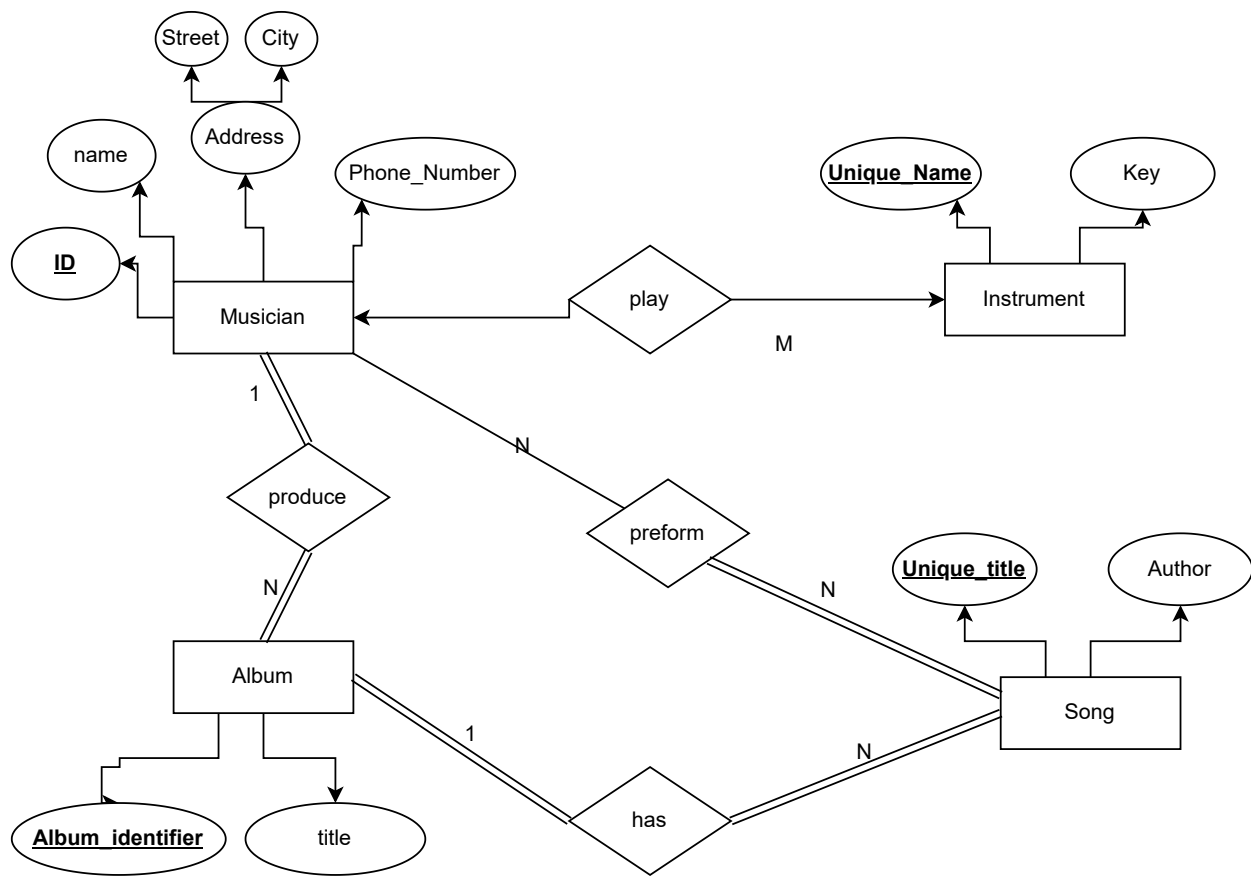 Street
City
Address
name
Phone_Number
ID
Unique_Name
Key
Musician
play
Instrument
M
1
N
produce
preform
N
N
Unique_title
Author
Album
Song
1
N
Album_identifier
title
has